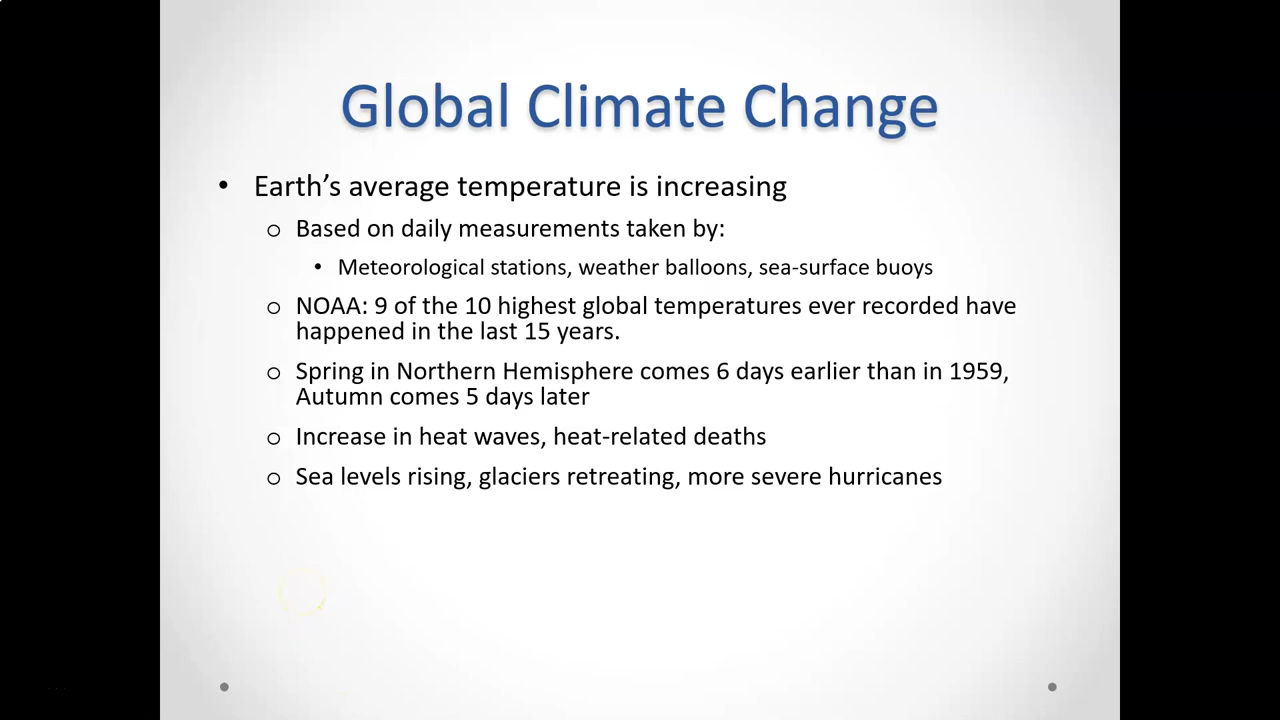 Global Climate Change
• Earth’s average temperature is increasing
o Based on daily measurements taken by:
• Meteorological stations, weather balloons, sea-surface buoys
o NOAA: 9 of the 10 highest global temperatures ever recorded have
happened in the last 15 years.
o Spring in Northern Hemisphere comes 6 days earlier than in 1959,
Autumn comes 5 days later
o Increase in heat waves, heat-related deaths
o Sea levels rising, glaciers retreating, more severe hurricanes